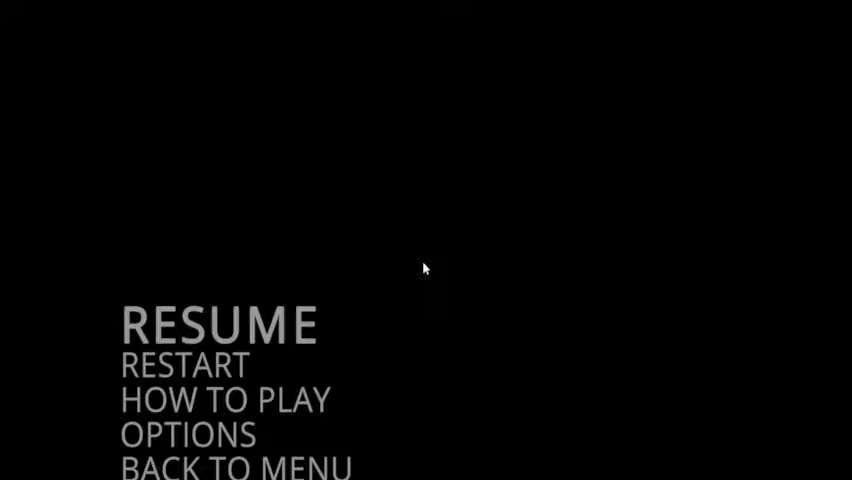 RESUME
RESTART
HOW TO PLAY
OPTIONS
BACK TO MENU